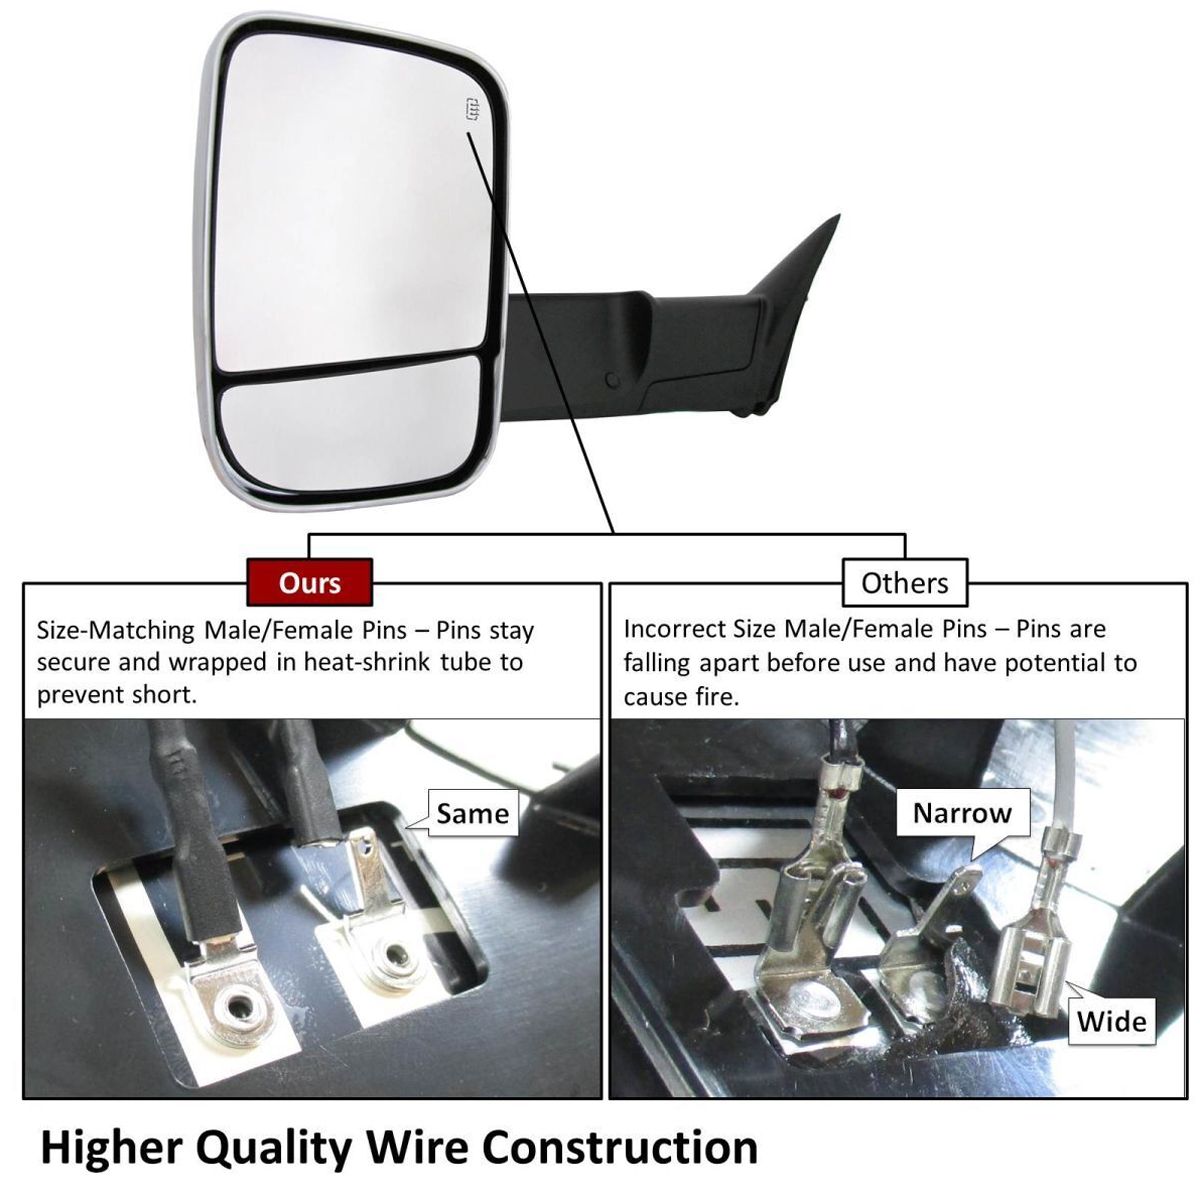 Ours
Size-Matching Male/Female Pins – Pins stay
secure and wrapped in heat-shrink tube to
prevent short.
Same
Others
Incorrect Size Male/Female Pins – Pins are
falling apart before use and have potential to
cause fire.
Narrow
Wide
Higher Quality Wire Construction